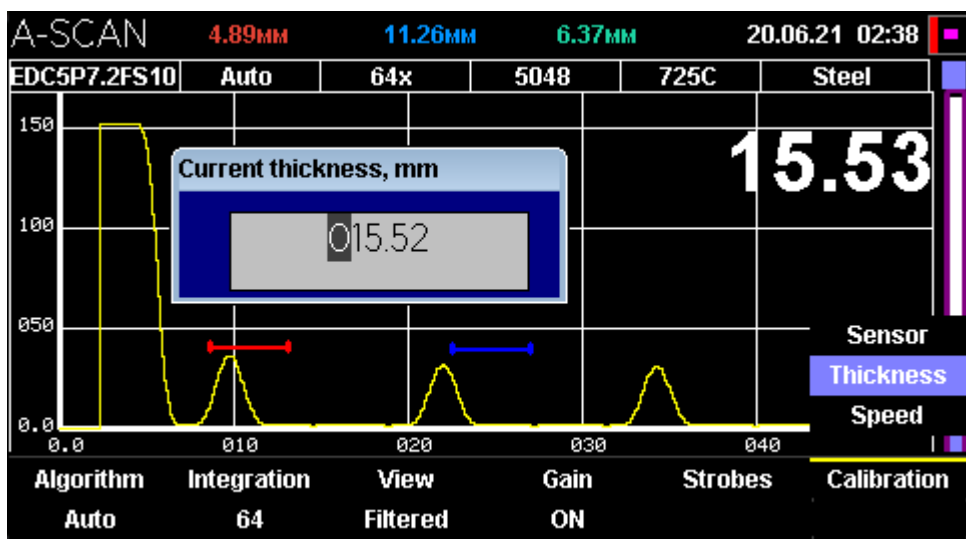 A-SCAN 4.89мм 11.26мм 6.37мм 20.06.21 02:38
EDC5P7.2FS10 Auto 64x 5048 725C Steel
150
15.53
Current thickness, mm
100
015.52
050
Sensor
Thickness
Speed
0.0
0.0 010 020 030 040
Algorithm Integration View Gain Strobes Calibration
Auto 64 Filtered ON